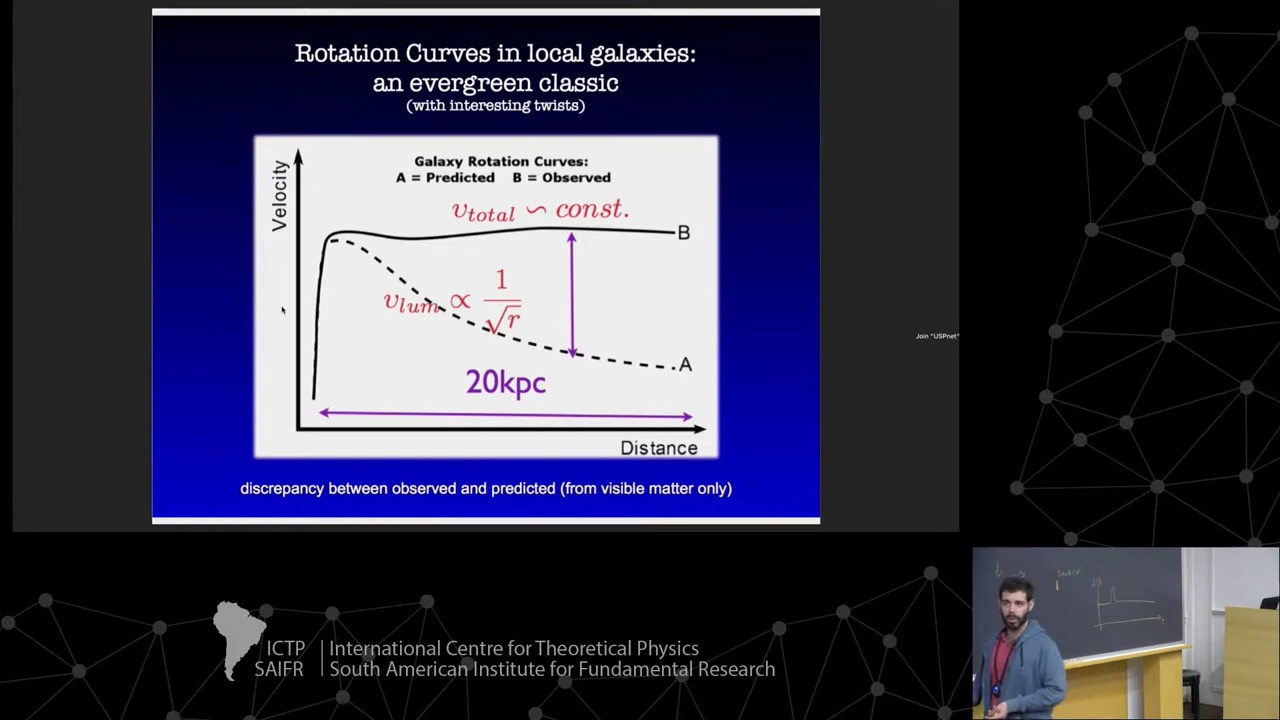 Rotation Curves in local galaxies:
an evergreen classic
(with interesting twists)
Galaxy Rotation Curves:
A = Predicted B = Observed
Velocity
v_total ∽ const.
B
v_lum ∝ 1/√r
A
20kpc
Distance
discrepancy between observed and predicted (from visible matter only)
Join "USPnet"
source
ICTP
SAIFR
International Centre for Theoretical Physics
South American Institute for Fundamental Research